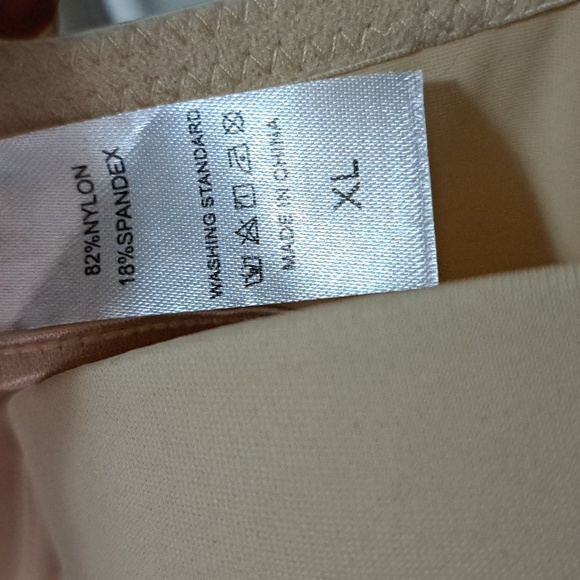 82%NYLON
18%SPANDEX
WASHING STANDARD
MADE IN CHINA
XL